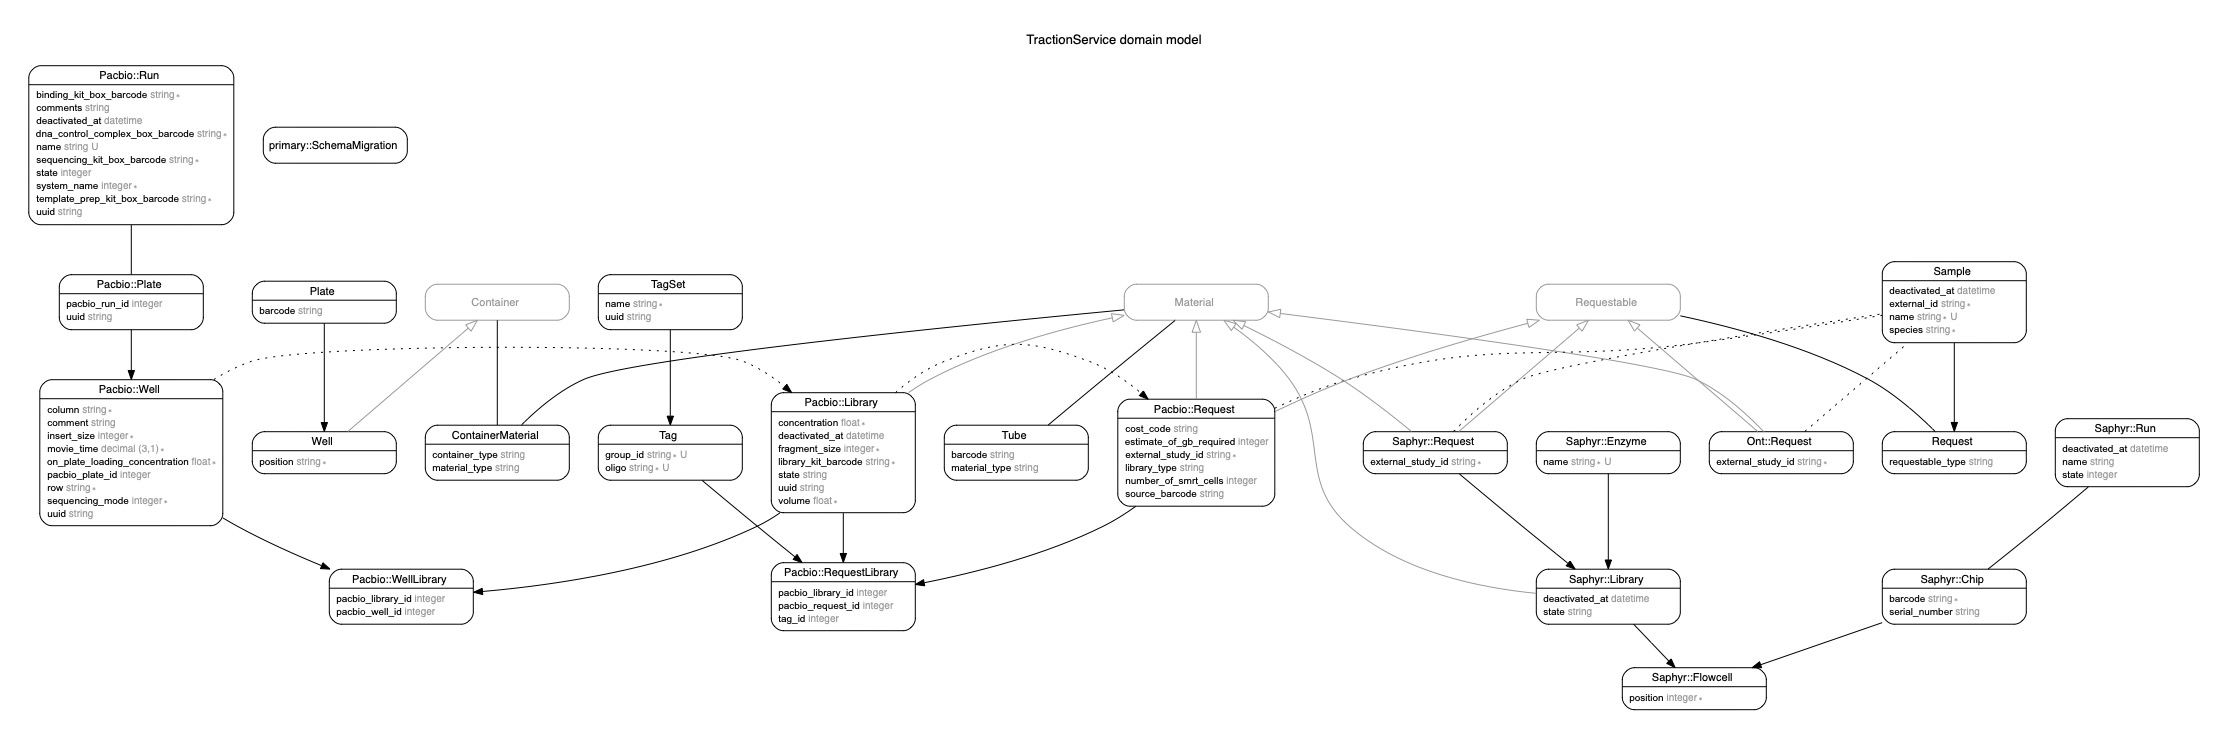 TractionService domain model
Pacbio::Run
binding_kit_box_barcode string *
comments string
deactivated_at datetime
dna_control_complex_box_barcode string *
name string U
sequencing_kit_box_barcode string *
state integer
system_name integer *
template_prep_kit_box_barcode string *
uuid string
primary::SchemaMigration
Pacbio::Plate
pacbio_run_id integer
uuid string
Plate
barcode string
Container
TagSet
name string *
uuid string
Material
Requestable
Sample
deactivated_at datetime
external_id string *
name string * U
species string *
Pacbio::Well
column string *
comment string
insert_size integer *
movie_time decimal (3,1) *
on_plate_loading_concentration float *
pacbio_plate_id integer
row string *
sequencing_mode integer *
uuid string
Well
position string *
ContainerMaterial
container_type string
material_type string
Tag
group_id string * U
oligo string * U
Pacbio::Library
concentration float *
deactivated_at datetime
fragment_size integer *
library_kit_barcode string *
state string
uuid string
volume float *
Tube
barcode string
material_type string
Pacbio::Request
cost_code string
estimate_of_gb_required integer
external_study_id string *
library_type string
number_of_smrt_cells integer
source_barcode string
Saphyr::Request
external_study_id string *
Saphyr::Enzyme
name string * U
Ont::Request
external_study_id string *
Request
requestable_type string
Saphyr::Run
deactivated_at datetime
name string
state integer
Pacbio::WellLibrary
pacbio_library_id integer
pacbio_well_id integer
Pacbio::RequestLibrary
pacbio_library_id integer
pacbio_request_id integer
tag_id integer
Saphyr::Library
deactivated_at datetime
state string
Saphyr::Chip
barcode string *
serial_number string
Saphyr::Flowcell
position integer *